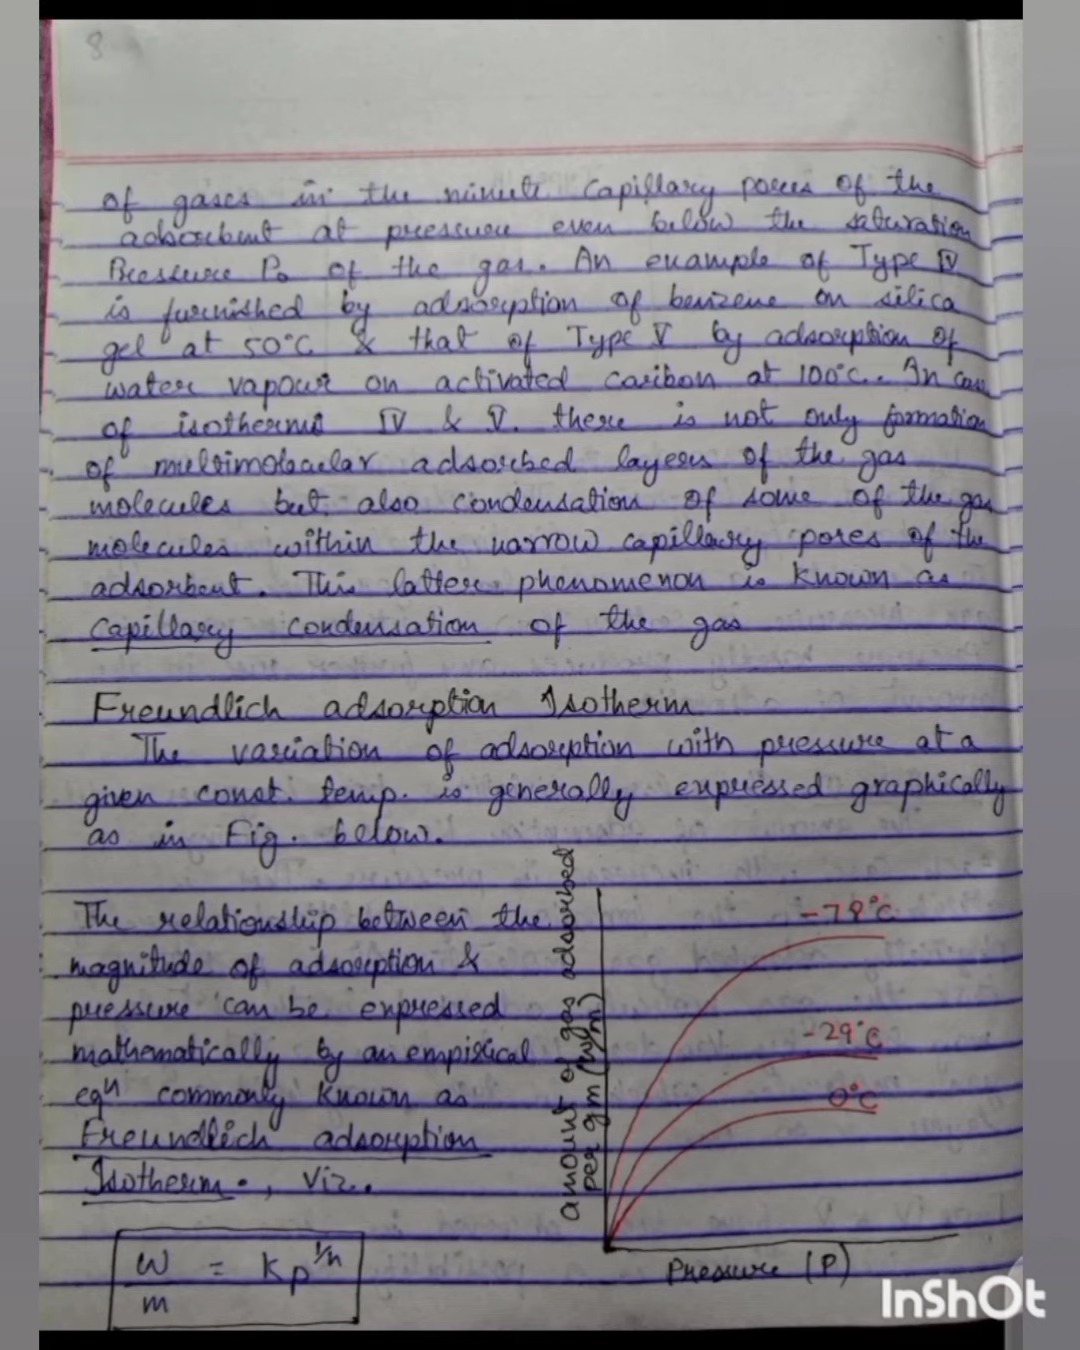 8
of gases in the minute capillary pores of the
adsorbent at pressure even below the saturation
Pressure Po of the gas. An example of Type IV
is furnished by adsorption of benzene on silica
gel at 50°C & that of Type V by adsorption of
water vapour on activated caribon at 100°C. In case
of isotherms IV & V. there is not only formation
of multimolecular adsorbed layers of the gas
molecules but also condensation of some of the gas
molecules within the narrow capillary pores of the
adsorbent. This latter phenomenon is known as
Capillary condensation of the gas
Freundlich adsorption Isotherm
The variation of adsorption with pressure at a
given const. temp. is generally expressed graphically
as in Fig. below.
The relationship between the
magnitude of adsorption &
pressure can be expressed
mathematically by an empirical
eqⁿ commonly known as
Freundlich adsorption
Isotherm., Viz.
w/m = K p^1/n
amount of gas adsorbed
per gm (w/m)
-78°C
-29°C
0°C
Pressure (P)
InShOt